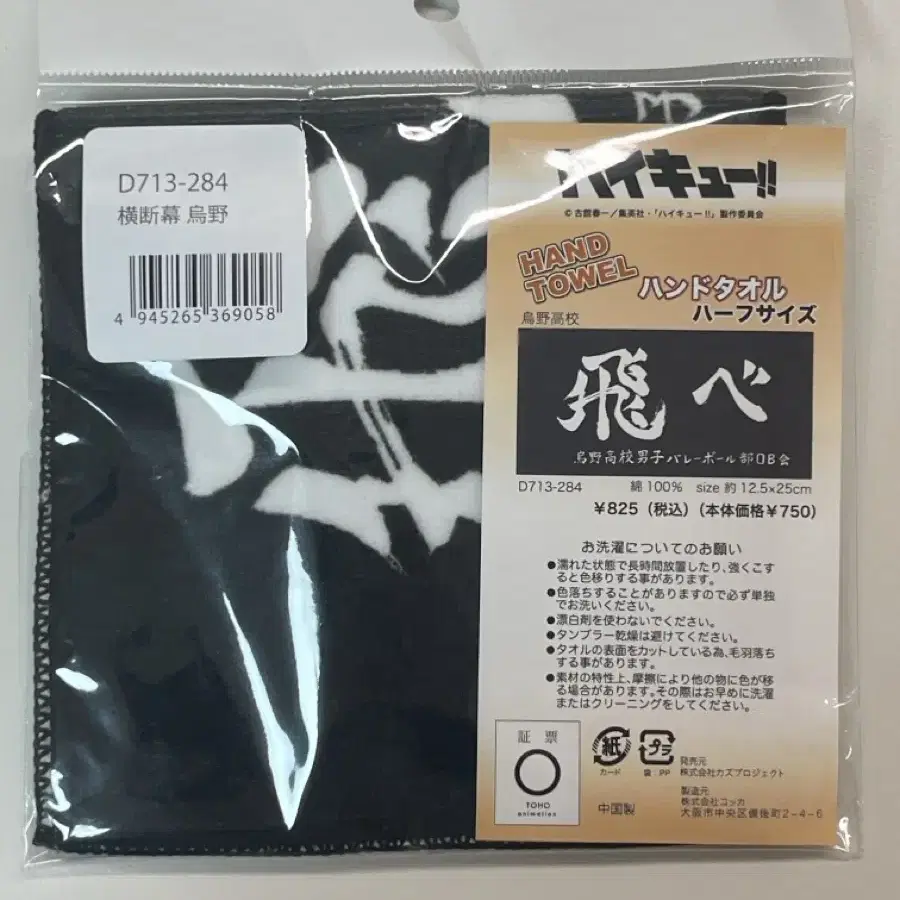 D713-284
横断幕 烏野
4 945265 369058
ハイキュー!!
© 古舘春一／集英社・「ハイキュー!!」製作委員会
HAND
TOWEL
ハンドタオル
ハーフサイズ
烏野高校
飛べ
烏野高校男子バレーボール部OB会
D713-284 綿 100% size 約 12.5×25cm
¥825（税込）（本体価格¥750）
お洗濯についてのお願い
●濡れた状態で長時間放置したり、強くこす
ると色移りする事があります。
●色落ちすることがありますので必ず単独
でお洗いください。
●漂白剤を使わないでください。
●タンブラー乾燥は避けてください。
●タオルの表面をカットしている為、毛羽落ち
する事があります。
●素材の特性上、摩擦により他の物に色が移
る場合があります。その際はお早めに洗濯
またはクリーニングをしてください。
証票
TOHO
animation
紙
カード
プラ
袋：PP
中国製
発売元
株式会社カズプロジェクト
製造元
株式会社コッカ
大阪市中央区備後町2-4-6